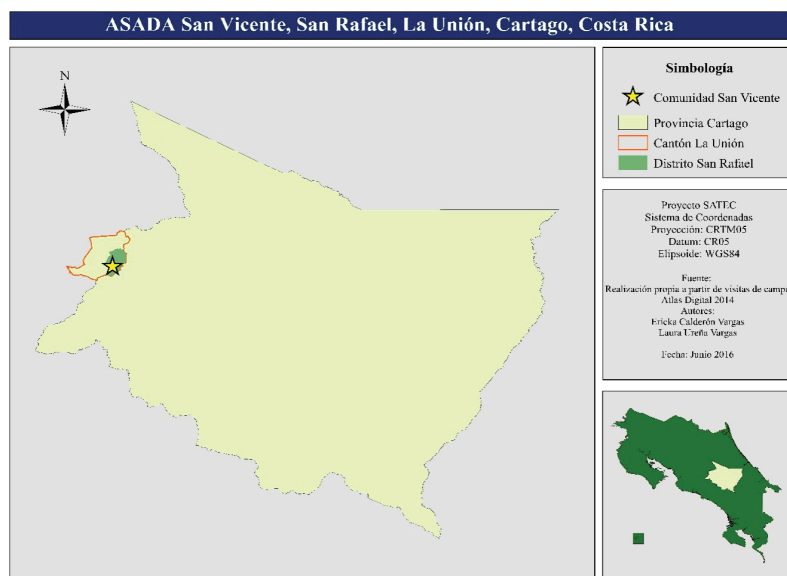 ASADA San Vicente, San Rafael, La Unión, Cartago, Costa Rica
N
Simbología
Comunidad San Vicente
Provincia Cartago
Cantón La Unión
Distrito San Rafael
Proyecto SATEC
Sistema de Coordenadas
Proyección: CRTM05
Datum: CR05
Elipsoide: WGS84
Fuente:
Realización propia a partir de visitas de campo
Atlas Digital 2014
Autores:
Ericka Calderón Vargas
Laura Ureña Vargas
Fecha: Junio 2016